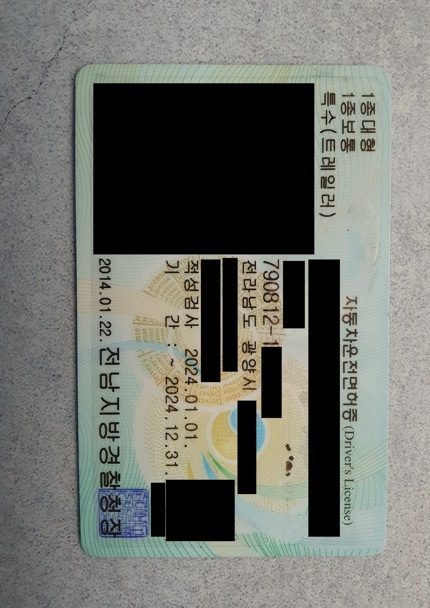 1종대형
1종보통
특수(트레일러)
자동차운전면허증 (Driver's License)
790812-1
전라남도 광양시
적성검사 2024.01.01.
기 간 : ~ 2024.12.31.
2014.01.22. 전남지방경찰청장